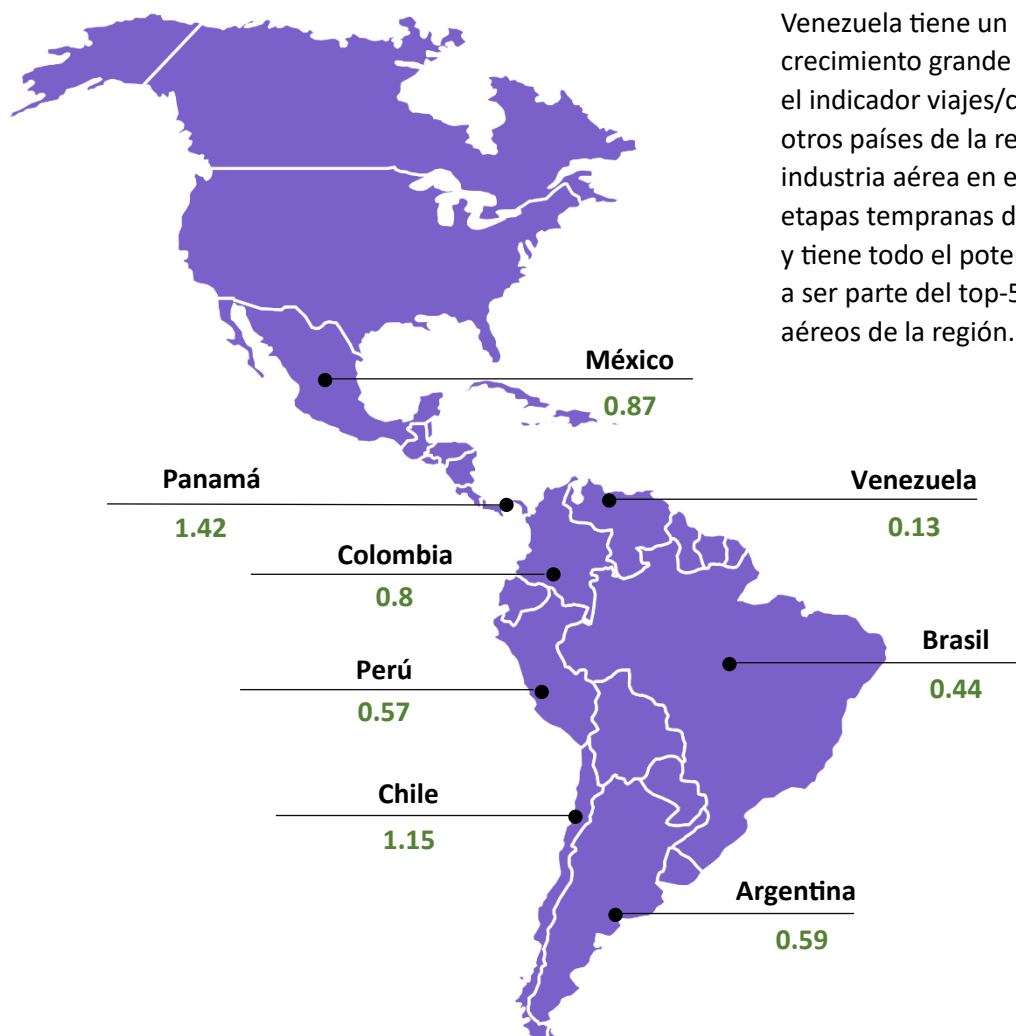 Venezuela tiene un
crecimiento grande
el indicador viajes/c
otros países de la re
industria aérea en e
etapas tempranas d
y tiene todo el poter
a ser parte del top-5
aéreos de la región.
México
0.87
Panamá
1.42
Venezuela
0.13
Colombia
0.8
Brasil
0.44
Perú
0.57
Chile
1.15
Argentina
0.59